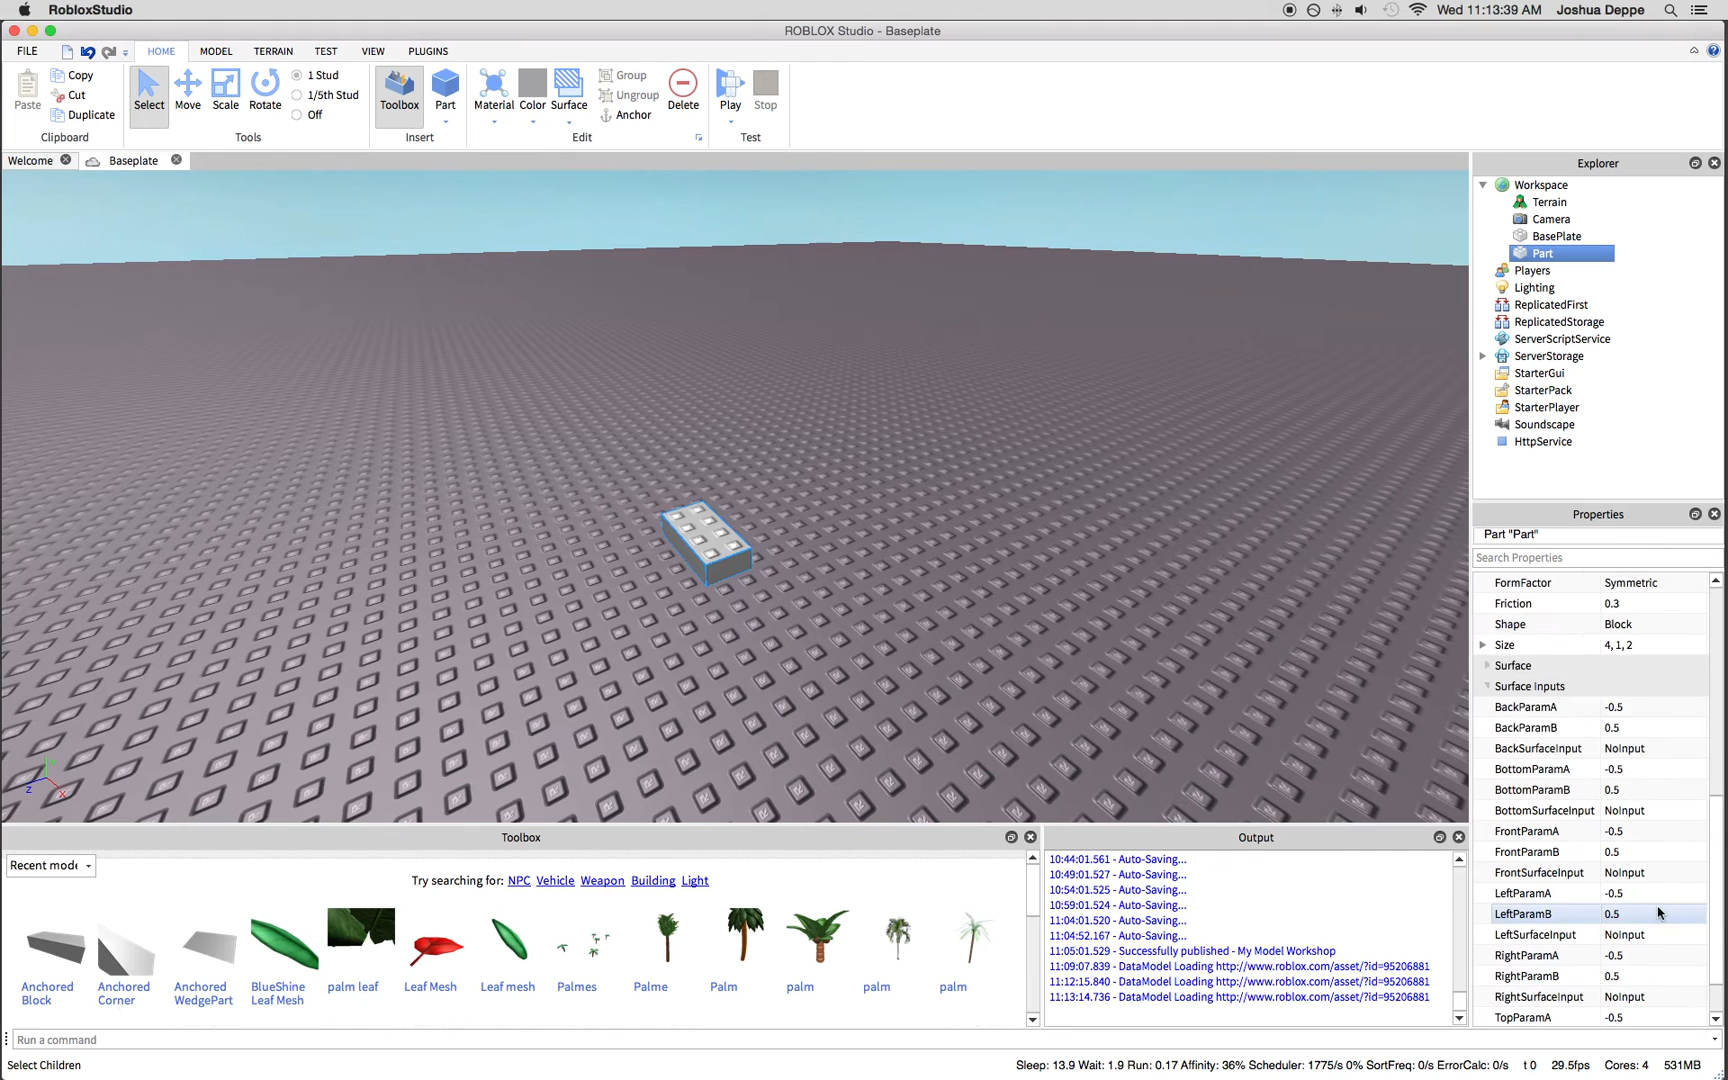 RobloxStudio
Wed 11:13:39 AM Joshua Deppe
ROBLOX Studio - Baseplate
FILE HOME MODEL TERRAIN TEST VIEW PLUGINS
Paste
Copy
Cut
Duplicate
Clipboard
Select Move Scale Rotate
1 Stud
1/5th Stud
Off
Tools
Toolbox Part
Insert
Material Color Surface
Group
Ungroup
Anchor
Delete
Edit
Play Stop
Test
Welcome Baseplate
Explorer
Workspace
Terrain
Camera
BasePlate
Part
Players
Lighting
ReplicatedFirst
ReplicatedStorage
ServerScriptService
ServerStorage
StarterGui
StarterPack
StarterPlayer
Soundscape
HttpService
Properties
Part "Part"
Search Properties
FormFactor Symmetric
Friction 0.3
Shape Block
Size 4, 1, 2
Surface
Surface Inputs
BackParamA -0.5
BackParamB 0.5
BackSurfaceInput NoInput
BottomParamA -0.5
BottomParamB 0.5
BottomSurfaceInput NoInput
FrontParamA -0.5
FrontParamB 0.5
FrontSurfaceInput NoInput
LeftParamA -0.5
LeftParamB 0.5
LeftSurfaceInput NoInput
RightParamA -0.5
RightParamB 0.5
RightSurfaceInput NoInput
TopParamA -0.5
Toolbox
Recent mode
Try searching for: NPC Vehicle Weapon Building Light
Anchored Block
Anchored Corner
Anchored WedgePart
BlueShine Leaf Mesh
palm leaf
Leaf Mesh
Leaf mesh
Palmes
Palme
Palm
palm
palm
palm
Output
10:44:01.561 - Auto-Saving...
10:49:01.527 - Auto-Saving...
10:54:01.525 - Auto-Saving...
10:59:01.524 - Auto-Saving...
11:04:01.520 - Auto-Saving...
11:04:52.167 - Auto-Saving...
11:05:01.529 - Successfully published - My Model Workshop
11:09:07.839 - DataModel Loading http://www.roblox.com/asset/?id=95206881
11:12:15.840 - DataModel Loading http://www.roblox.com/asset/?id=95206881
11:13:14.736 - DataModel Loading http://www.roblox.com/asset/?id=95206881
Run a command
Select Children
Sleep: 13.9 Wait: 1.9 Run: 0.17 Affinity: 36% Scheduler: 1775/s 0% SortFreq: 0/s ErrorCalc: 0/s t 0 29.5fps Cores: 4 531MB